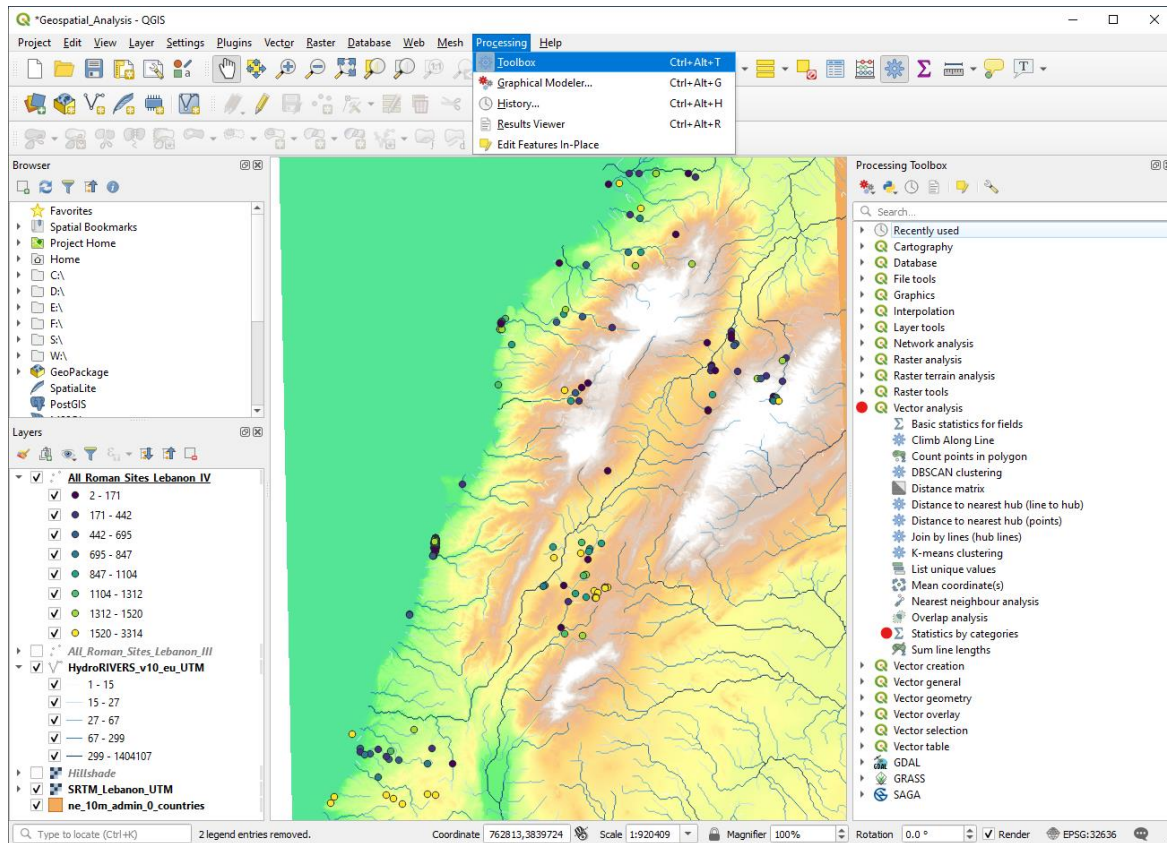 *Geospatial_Analysis - QGIS
Project Edit View Layer Settings Plugins Vector Raster Database Web Mesh Processing Help
Toolbox Ctrl+Alt+T
Graphical Modeler... Ctrl+Alt+G
History... Ctrl+Alt+H
Results Viewer Ctrl+Alt+R
Edit Features In-Place
Browser
Favorites
Spatial Bookmarks
Project Home
Home
C:\
D:\
E:\
F:\
S:\
W:\
GeoPackage
SpatiaLite
PostGIS
Layers
All_Roman_Sites_Lebanon_IV
2 - 171
171 - 442
442 - 695
695 - 847
847 - 1104
1104 - 1312
1312 - 1520
1520 - 3314
All_Roman_Sites_Lebanon_III
HydroRIVERS_v10_eu_UTM
1 - 15
15 - 27
27 - 67
67 - 299
299 - 1404107
Hillshade
SRTM_Lebanon_UTM
ne_10m_admin_0_countries
Processing Toolbox
Search...
Recently used
Cartography
Database
File tools
Graphics
Interpolation
Layer tools
Network analysis
Raster analysis
Raster terrain analysis
Raster tools
Vector analysis
Basic statistics for fields
Climb Along Line
Count points in polygon
DBSCAN clustering
Distance matrix
Distance to nearest hub (line to hub)
Distance to nearest hub (points)
Join by lines (hub lines)
K-means clustering
List unique values
Mean coordinate(s)
Nearest neighbour analysis
Overlap analysis
Statistics by categories
Sum line lengths
Vector creation
Vector general
Vector geometry
Vector overlay
Vector selection
Vector table
GDAL
GRASS
SAGA
Type to locate (Ctrl+K) 2 legend entries removed. Coordinate 762813,3839724 Scale 1:920409 Magnifier 100% Rotation 0.0 ° Render EPSG:32636